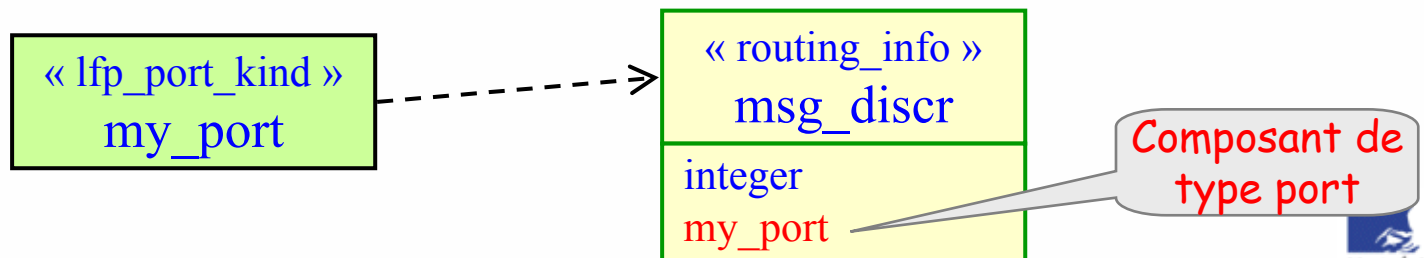 « lfp_port_kind »
my_port
« routing_info »
msg_discr
integer
my_port
Composant de
type port